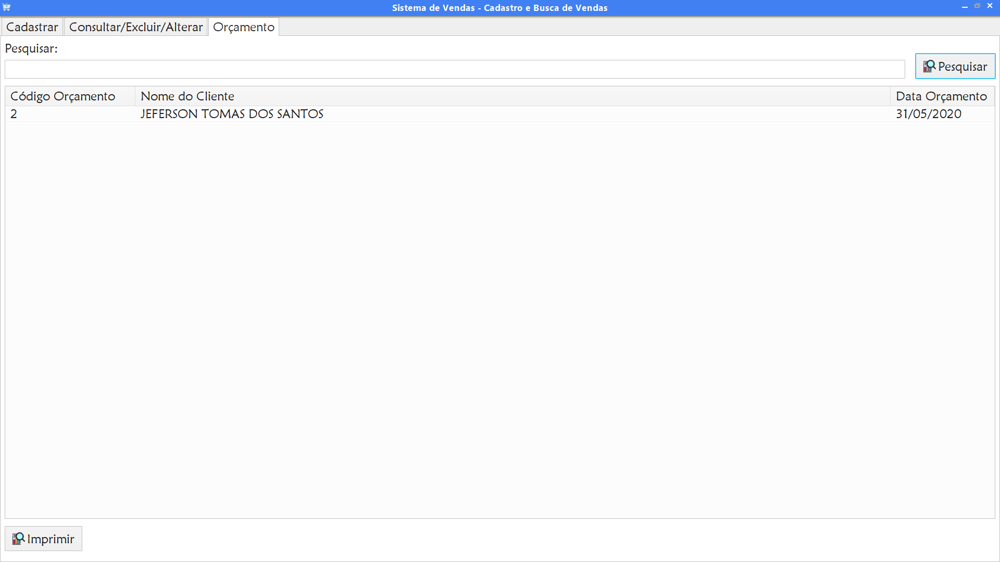 Sistema de Vendas - Cadastro e Busca de Vendas
Cadastrar Consultar/Excluir/Alterar Orçamento
Pesquisar:
Pesquisar
Código Orçamento Nome do Cliente Data Orçamento
2 JEFERSON TOMAS DOS SANTOS 31/05/2020
Imprimir